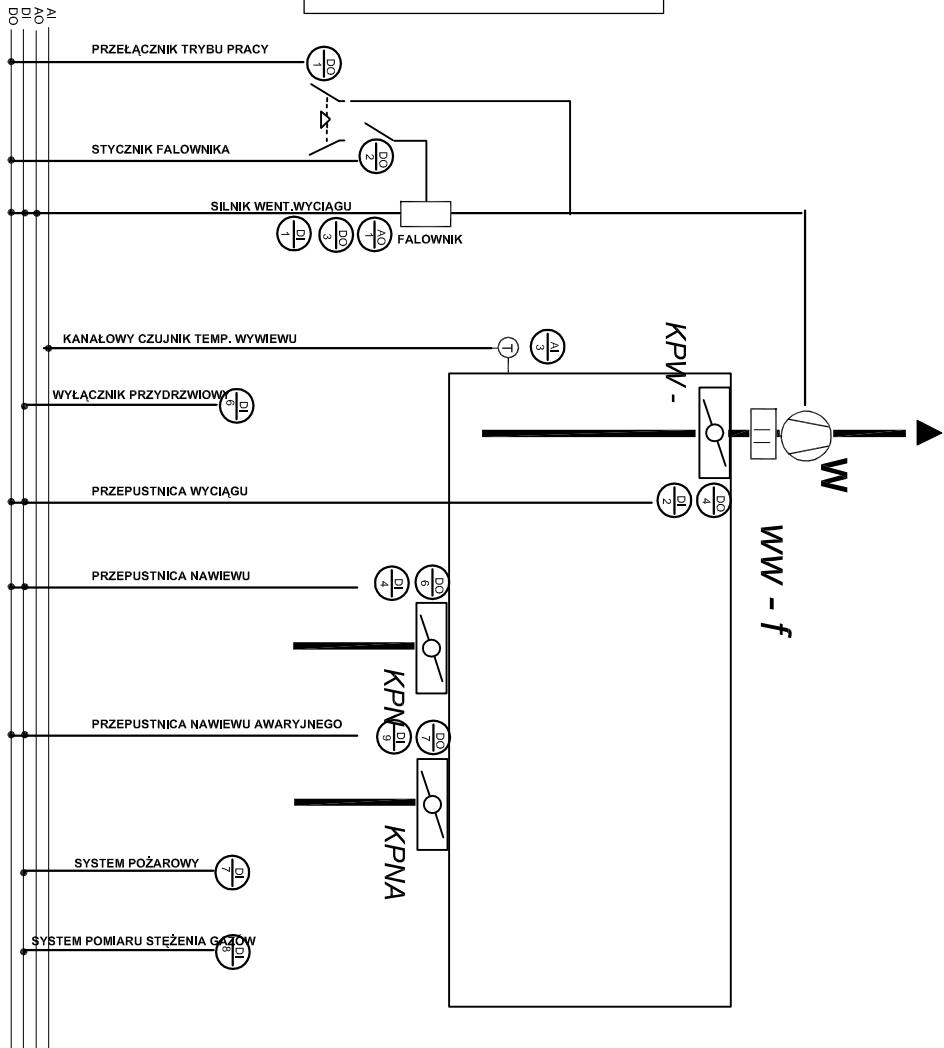 AI
AO
DI
DO
PRZEŁĄCZNIK TRYBU PRACY
DO
1
STYCZNIK FALOWNIKA
DO
2
SILNIK WENT.WYCIĄGU
DI
1
DO
3
AO
1
FALOWNIK
KANAŁOWY CZUJNIK TEMP. WYWIEWU
T
AI
3
KPW -
WYŁĄCZNIK PRZYDRZWIOWY
DI
6
W
PRZEPUSTNICA WYCIĄGU
DI
2
DO
4
WW - f
PRZEPUSTNICA NAWIEWU
DI
4
DO
6
KPN
PRZEPUSTNICA NAWIEWU AWARYJNEGO
DI
9
DO
7
KPNA
SYSTEM POŻAROWY
DI
7
SYSTEM POMIARU STĘŻENIA GAZÓW
DI
8